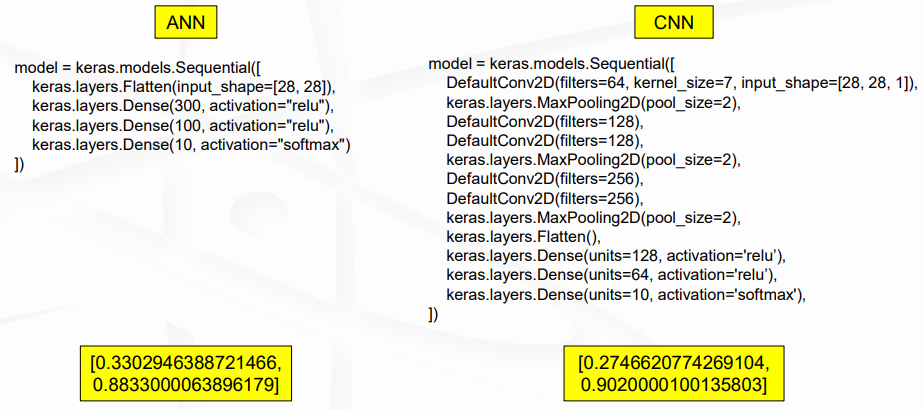 ANN
model = keras.models.Sequential([
keras.layers.Flatten(input_shape=[28, 28]),
keras.layers.Dense(300, activation="relu"),
keras.layers.Dense(100, activation="relu"),
keras.layers.Dense(10, activation="softmax")
])
[0.3302946388721466,
0.8833000063896179]
CNN
model = keras.models.Sequential([
DefaultConv2D(filters=64, kernel_size=7, input_shape=[28, 28, 1]),
keras.layers.MaxPooling2D(pool_size=2),
DefaultConv2D(filters=128),
DefaultConv2D(filters=128),
keras.layers.MaxPooling2D(pool_size=2),
DefaultConv2D(filters=256),
DefaultConv2D(filters=256),
keras.layers.MaxPooling2D(pool_size=2),
keras.layers.Flatten(),
keras.layers.Dense(units=128, activation='relu’),
keras.layers.Dense(units=64, activation='relu’),
keras.layers.Dense(units=10, activation='softmax'),
])
[0.2746620774269104,
0.9020000100135803]